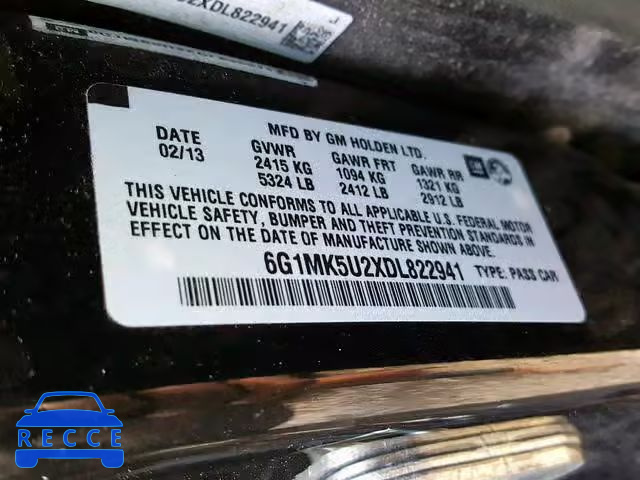 2XDL822941
J
GM
MFD BY GM HOLDEN LTD.
DATE GVWR GAWR FRT GAWR RR
02/13 2415 KG 1094 KG 1321 KG
5324 LB 2412 LB 2912 LB
GM
THIS VEHICLE CONFORMS TO ALL APPLICABLE U.S. FEDERAL MOTOR
VEHICLE SAFETY, BUMPER AND THEFT PREVENTION STANDARDS IN
EFFECT ON THE DATE OF MANUFACTURE SHOWN ABOVE.
6G1MK5U2XDL822941 TYPE: PASS CAR
RECCE